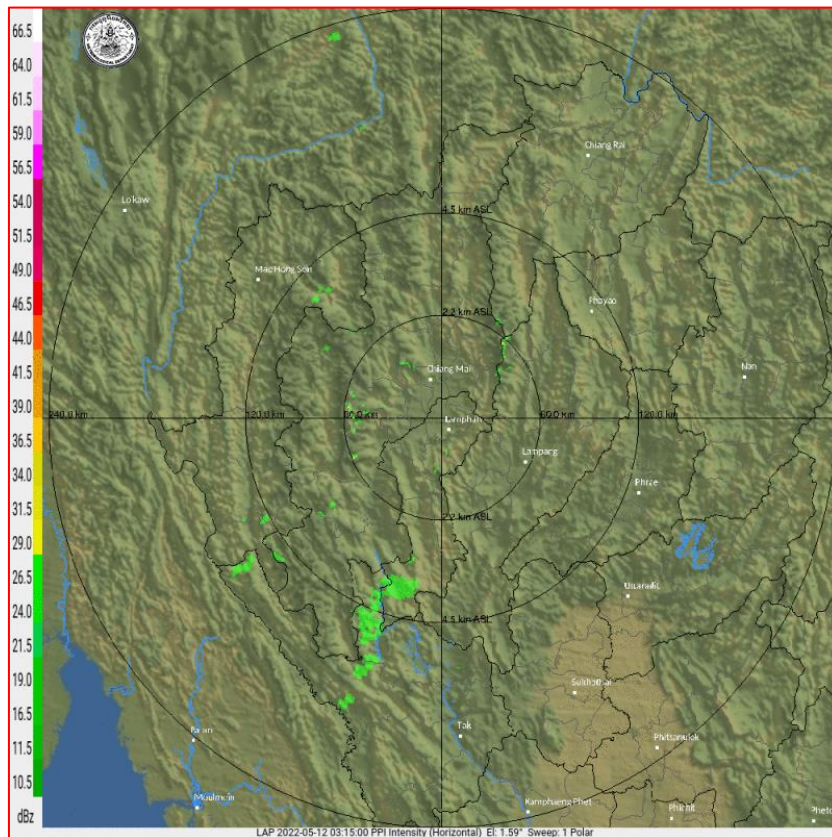 66.5
64.0
61.5
59.0
56.5
54.0
51.5
49.0
46.5
44.0
41.5
39.0
36.5
34.0
31.5
29.0
26.5
24.0
21.5
19.0
16.5
11.5
10.5
dBz
Chiang Rai
Loikaw
4.5 km ASL
Mae Hong Son
Phayao
2.2 km ASL
Chiang Mai
Nan
240.0 km
120.0 km
60.0 km
120.0 km
Lamphun
Lampang
Phrae
2.2 km ASL
Uttaradit
4.5 km ASL
Sukhothai
Tak
Phitsanulok
Moulmein
Kamphaeng Phet
Phichit
LAP 2022-05-12 03:15:00 PPI Intensity (Horizontal) El: 1.59° Sweep: 1 Polar